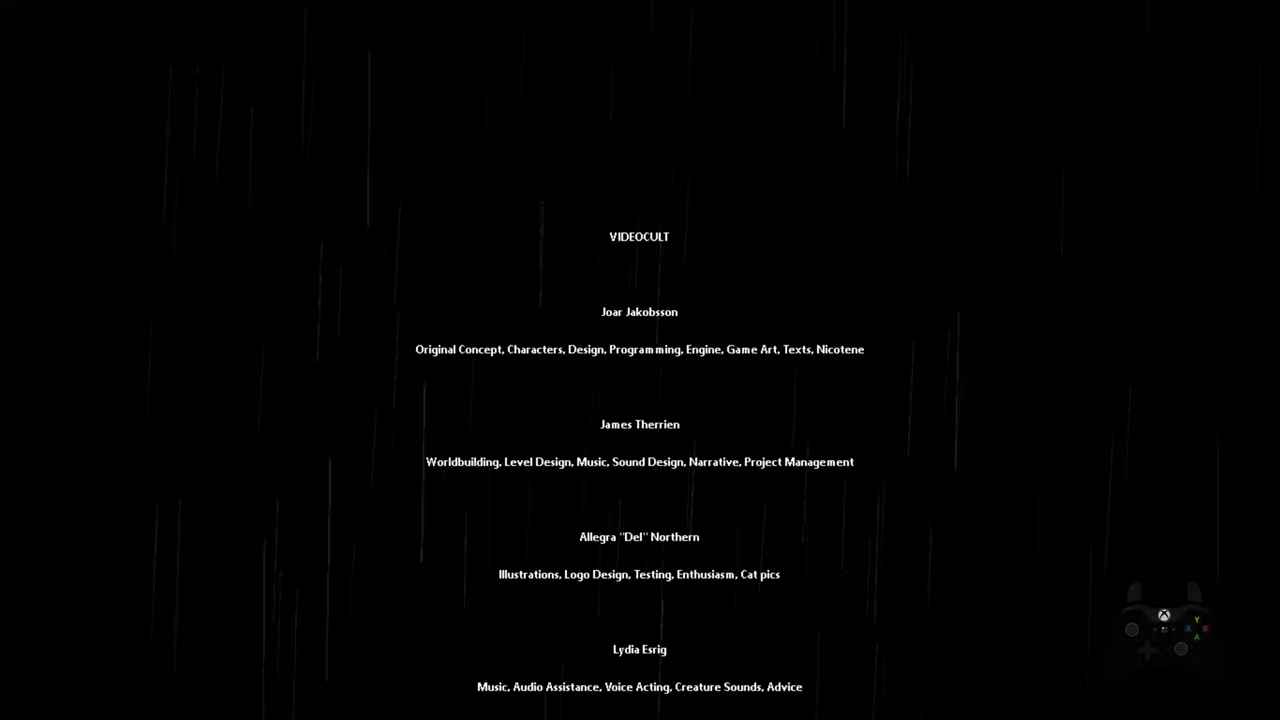 VIDEOCULT
Joar Jakobsson
Original Concept, Characters, Design, Programming, Engine, Game Art, Texts, Nicotene
James Therrien
Worldbuilding, Level Design, Music, Sound Design, Narrative, Project Management
Allegra "Del" Northern
Illustrations, Logo Design, Testing, Enthusiasm, Cat pics
Lydia Esrig
Music, Audio Assistance, Voice Acting, Creature Sounds, Advice
Y
X B
A